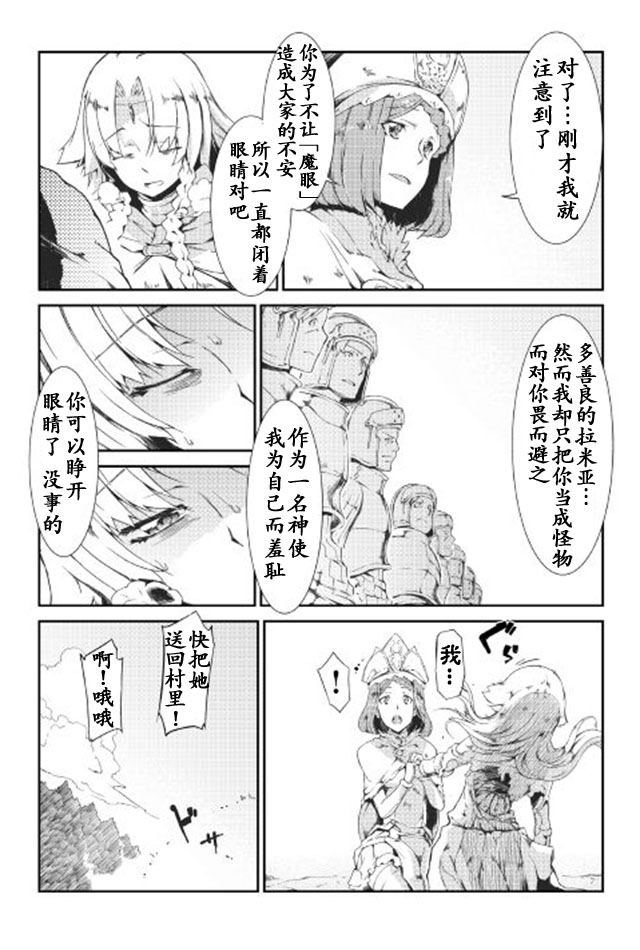 对了…刚才我就
注意到了
你为了不让「魔眼」
造成大家的不安
所以一直都闭着
眼睛对吧
多善良的拉米亚…
然而我却只把你当成怪物
而对你畏而避之
作为一名神使
我为自己而羞耻
你可以睁开
眼睛了 没事的
ぐら
我…
！
快把她
送回村里！
啊！哦哦
ドド